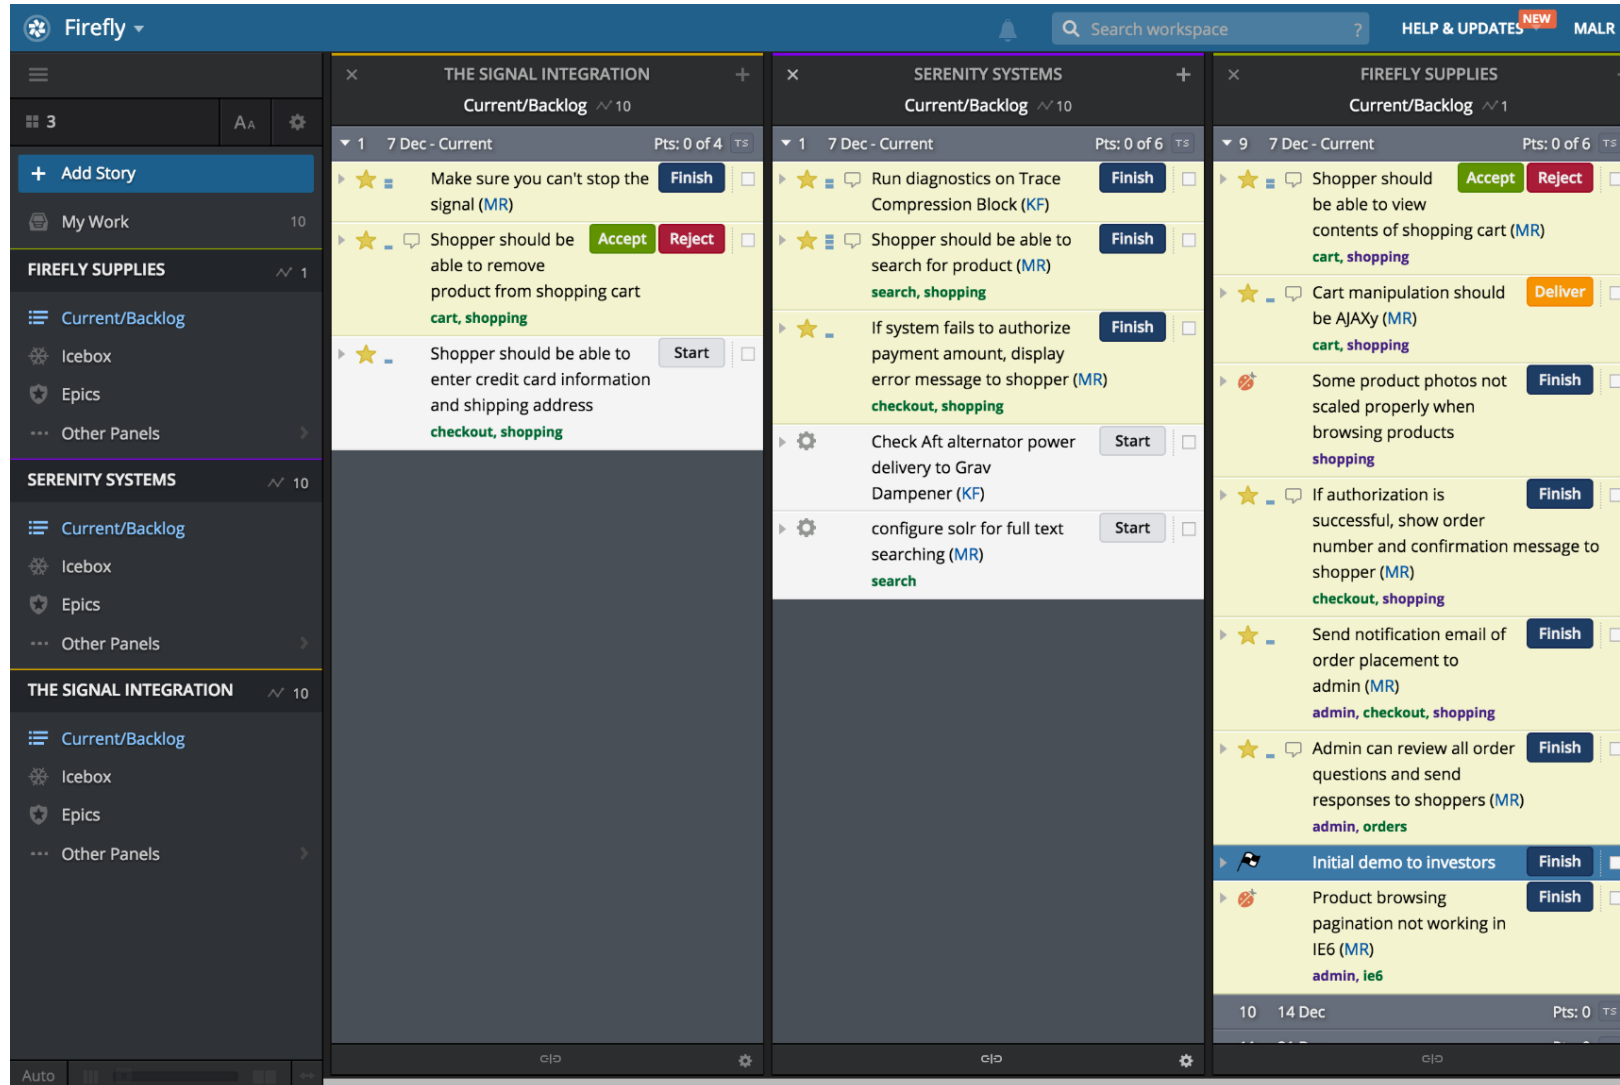 Firefly
Search workspace ?
HELP & UPDATES
NEW
MALR
3
AA
+ Add Story
My Work 10
FIREFLY SUPPLIES 1
Current/Backlog
Icebox
Epics
Other Panels
SERENITY SYSTEMS 10
Current/Backlog
Icebox
Epics
Other Panels
THE SIGNAL INTEGRATION 10
Current/Backlog
Icebox
Epics
Other Panels
Auto
THE SIGNAL INTEGRATION
Current/Backlog 10
1 7 Dec - Current Pts: 0 of 4 TS
Make sure you can't stop the Finish
signal (MR)
Shopper should be Accept Reject
able to remove
product from shopping cart
cart, shopping
Shopper should be able to Start
enter credit card information
and shipping address
checkout, shopping
SERENITY SYSTEMS
Current/Backlog 10
1 7 Dec - Current Pts: 0 of 6 TS
Run diagnostics on Trace Finish
Compression Block (KF)
Shopper should be able to Finish
search for product (MR)
search, shopping
If system fails to authorize Finish
payment amount, display
error message to shopper (MR)
checkout, shopping
Check Aft alternator power Start
delivery to Grav
Dampener (KF)
configure solr for full text Start
searching (MR)
search
FIREFLY SUPPLIES
Current/Backlog 1
9 7 Dec - Current Pts: 0 of 6 TS
Shopper should Accept Reject
be able to view
contents of shopping cart (MR)
cart, shopping
Cart manipulation should Deliver
be AJAXy (MR)
cart, shopping
Some product photos not Finish
scaled properly when
browsing products
shopping
If authorization is Finish
successful, show order
number and confirmation message to
shopper (MR)
checkout, shopping
Send notification email of Finish
order placement to
admin (MR)
admin, checkout, shopping
Admin can review all order Finish
questions and send
responses to shoppers (MR)
admin, orders
Initial demo to investors Finish
Product browsing Finish
pagination not working in
IE6 (MR)
admin, ie6
10 14 Dec Pts: 0 TS